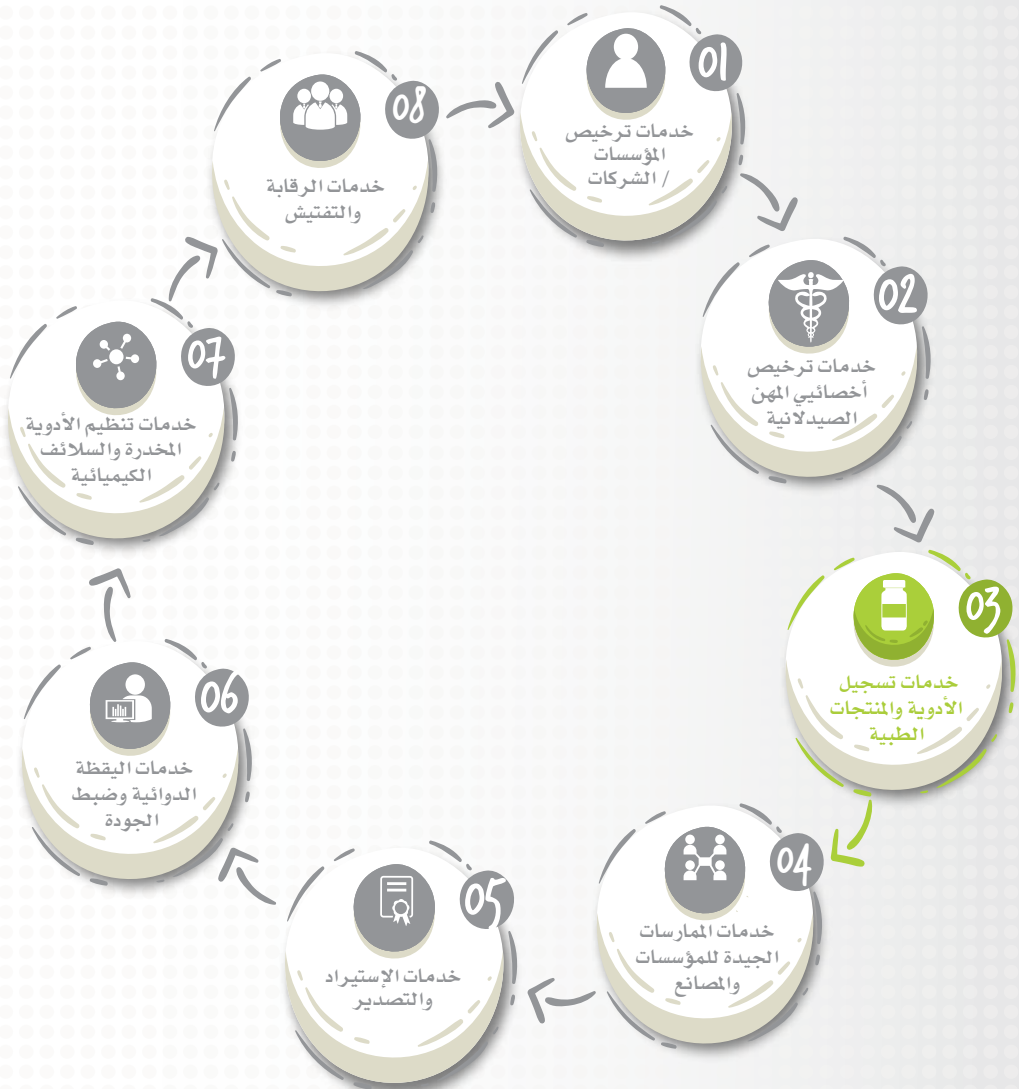 01
خدمات ترخيص
المؤسسات
/ الشركات
02
خدمات ترخيص
أخصائيي المهن
الصيدلانية
03
خدمات تسجيل
الأدوية والمنتجات
الطبية
04
خدمات الممارسات
الجيدة للمؤسسات
والمصانع
05
خدمات الإستيراد
والتصدير
06
خدمات اليقظة
الدوائية وضبط
الجودة
07
خدمات تنظيم الأدوية
المخدرة والسلائف
الكيميائية
08
خدمات الرقابة
والتفتيش